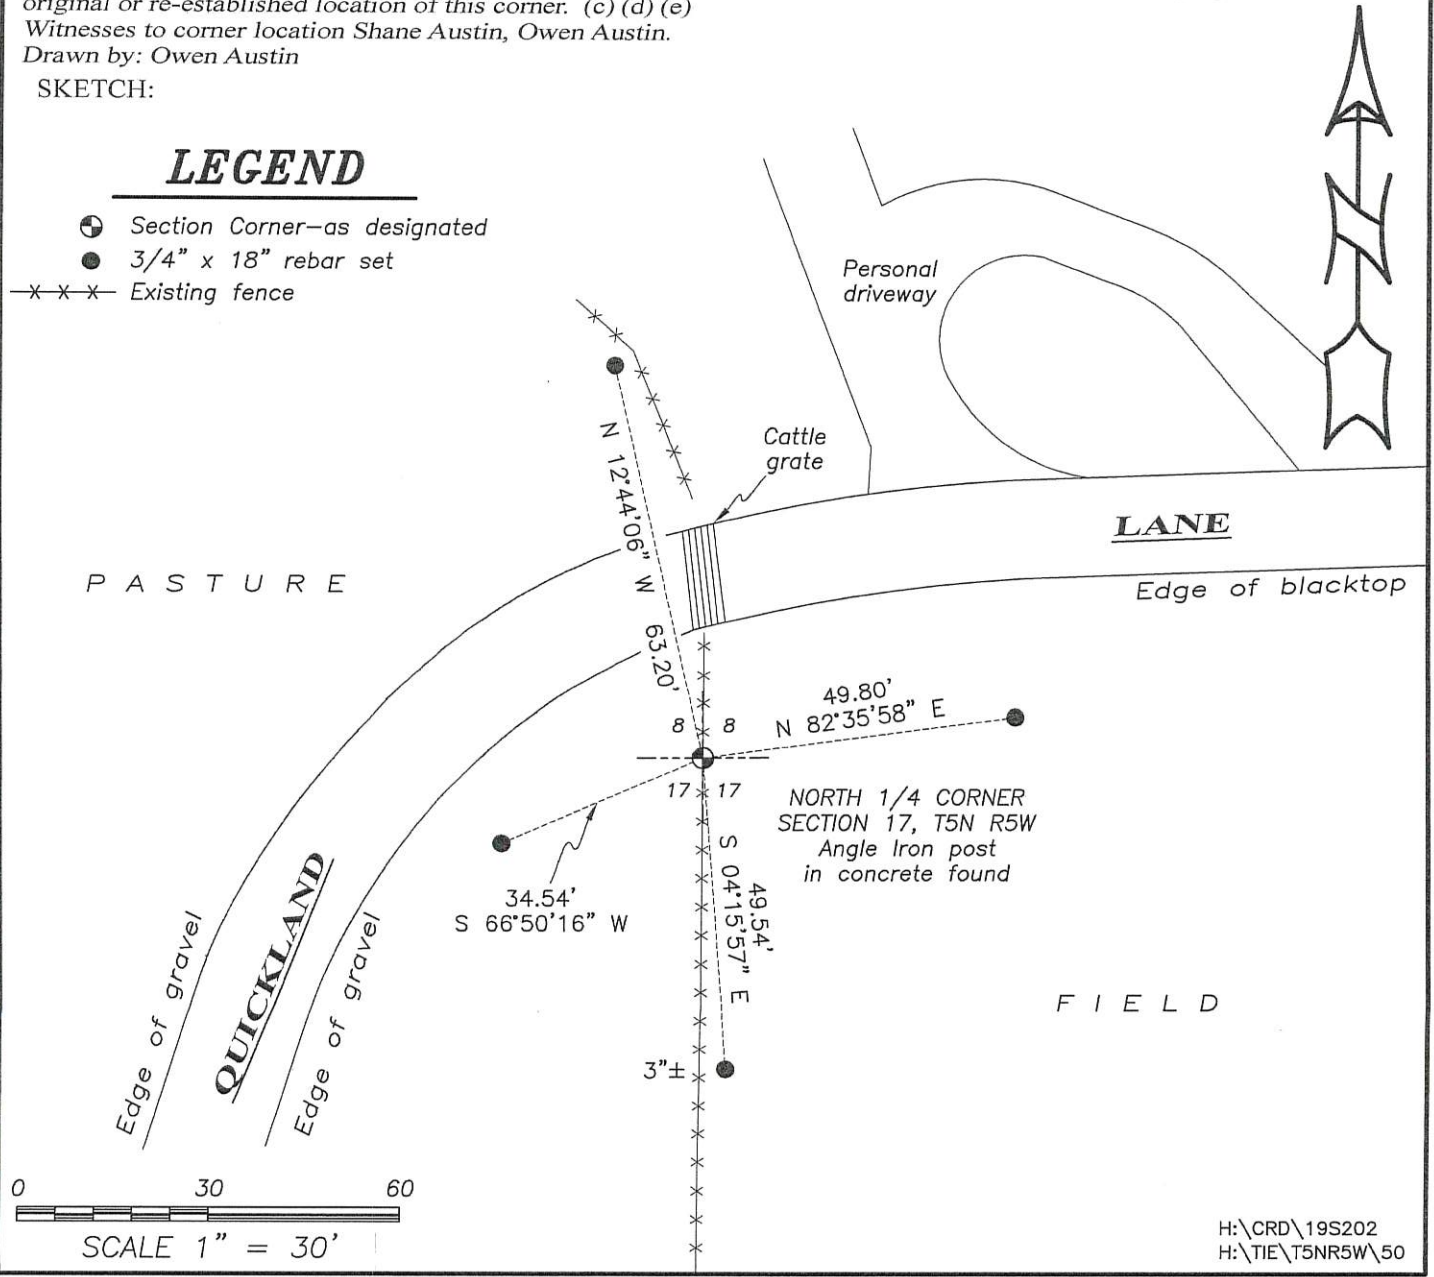 original or re-established location of this corner. (c) (d) (e)
Witnesses to corner location Shane Austin, Owen Austin.
Drawn by: Owen Austin
SKETCH:
LEGEND
Section Corner-as designated
3/4" x 18" rebar set
Existing fence
N
Personal
driveway
Cattle
grate
N 12°44'06" W 63.20'
LANE
Edge of blacktop
PASTURE
49.80'
N 82°35'58" E
8 8
17 17
NORTH 1/4 CORNER
SECTION 17, T5N R5W
Angle Iron post
in concrete found
34.54'
S 66°50'16" W
49.54'
S 04°15'57" E
QUICKLAND
Edge of gravel
Edge of gravel
FIELD
3"±
0 30 60
SCALE 1" = 30'
H:\CRD\19S202
H:\TIE\T5NR5W\50